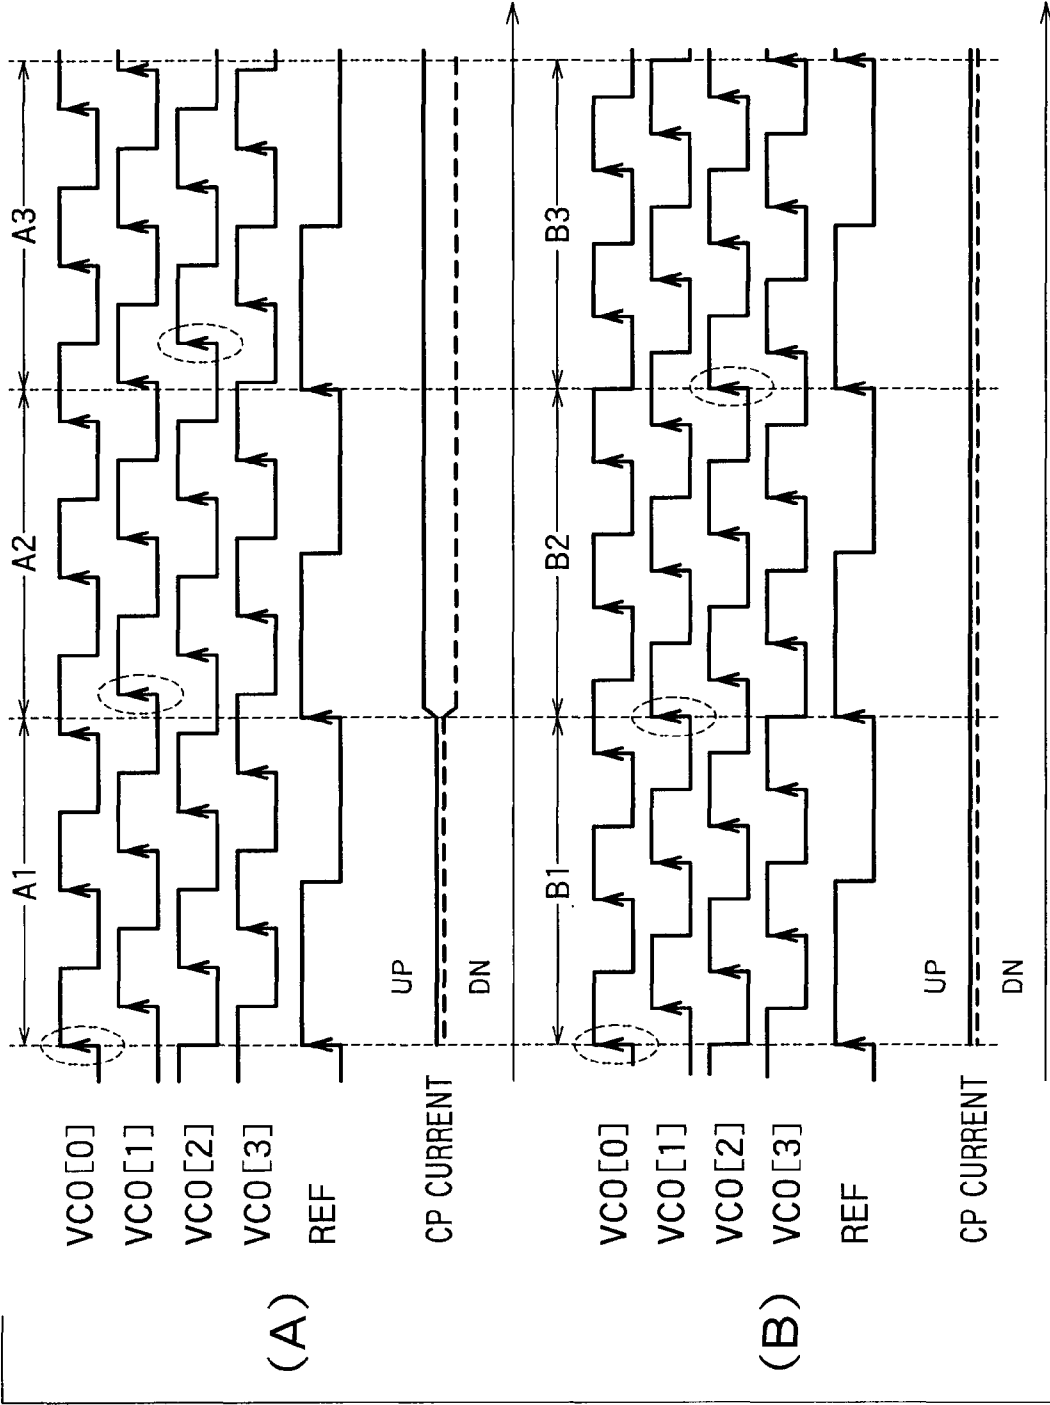 (A)
A1
A2
A3
VCO[0]
VCO[1]
VCO[2]
VCO[3]
REF
UP
CP CURRENT
DN
(B)
B1
B2
B3
VCO[0]
VCO[1]
VCO[2]
VCO[3]
REF
UP
CP CURRENT
DN